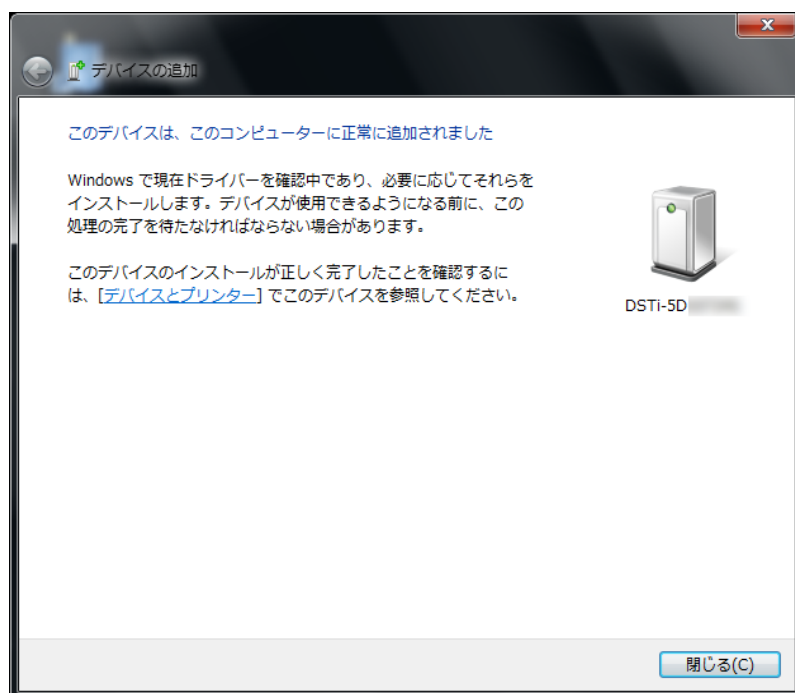 デバイスの追加
このデバイスは、このコンピューターに正常に追加されました
Windows で現在ドライバーを確認中であり、必要に応じてそれらを
インストールします。デバイスが使用できるようになる前に、この
処理の完了を待たなければならない場合があります。
このデバイスのインストールが正しく完了したことを確認するに
は、[デバイスとプリンター] でこのデバイスを参照してください。
DSTi-5D
閉じる(C)